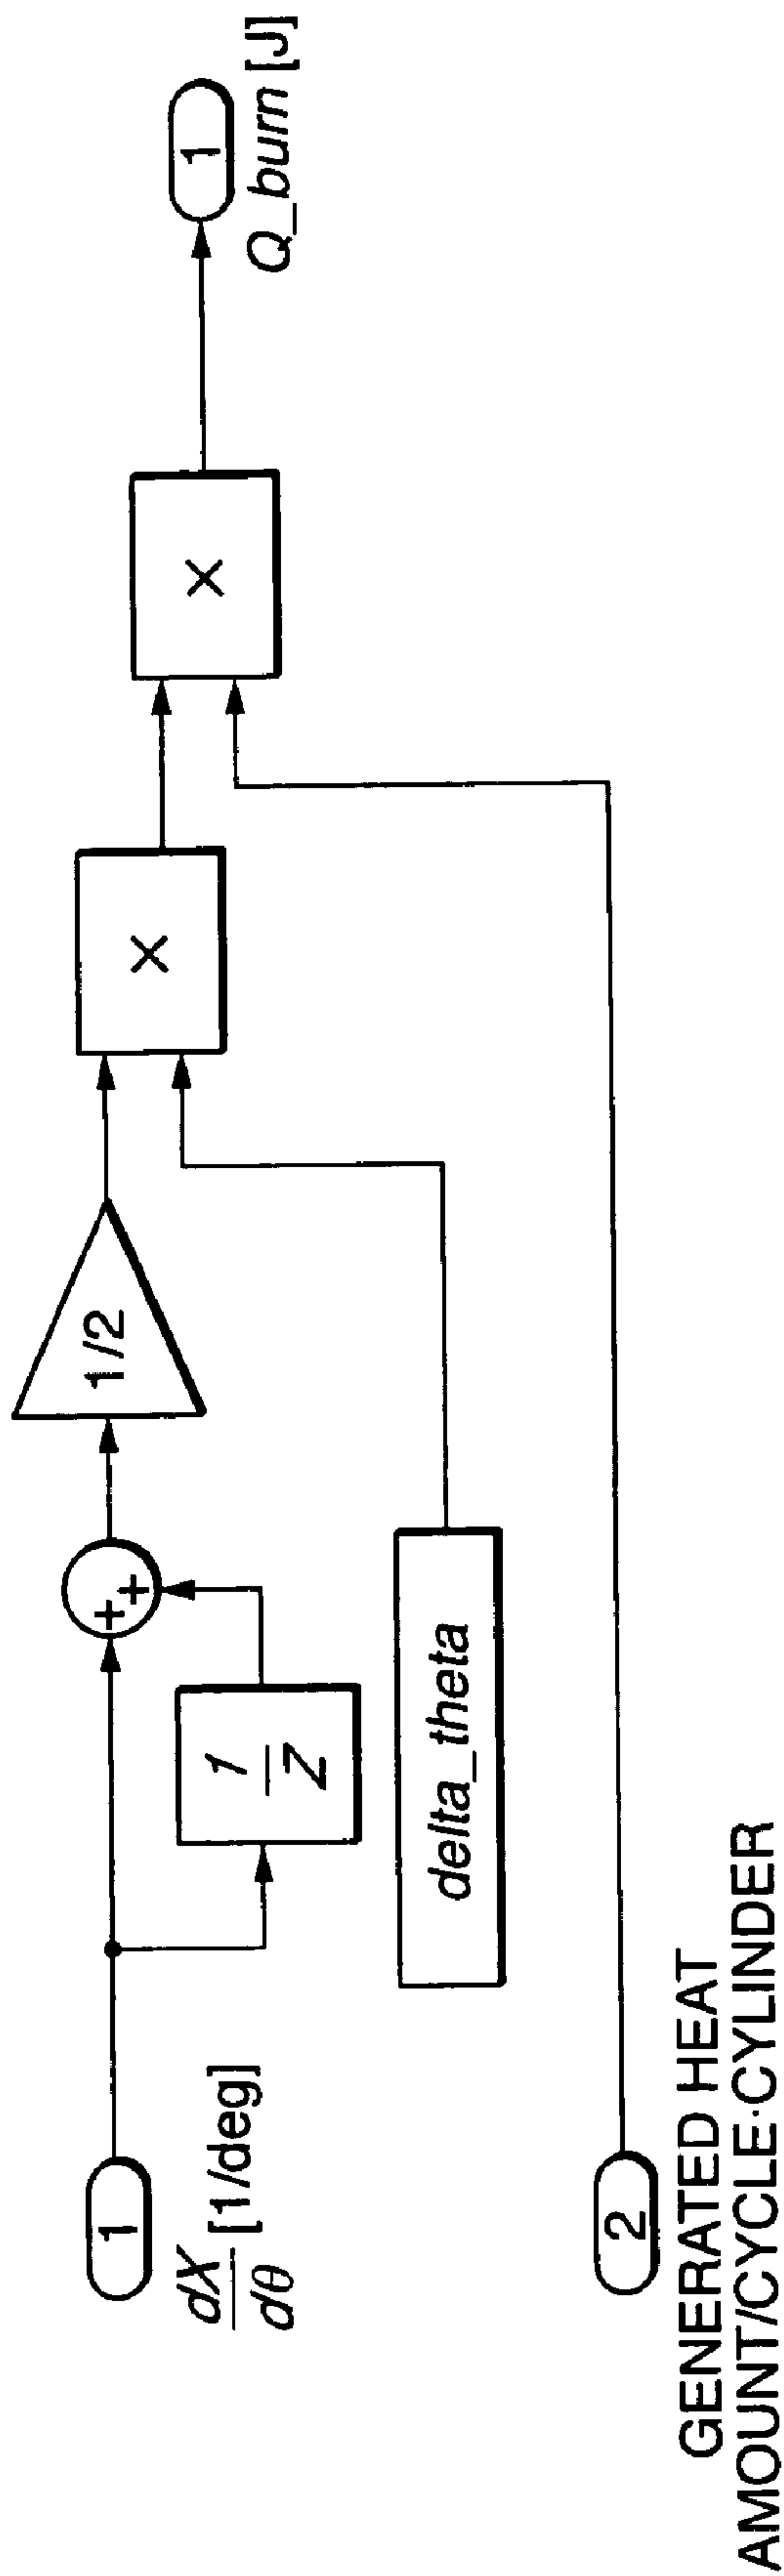 1
dX
dθ
[1/deg]
+
+
1
Z
1/2
delta_theta
X
X
1
Q_burn [J]
2
GENERATED HEAT
AMOUNT/CYCLE·CYLINDER